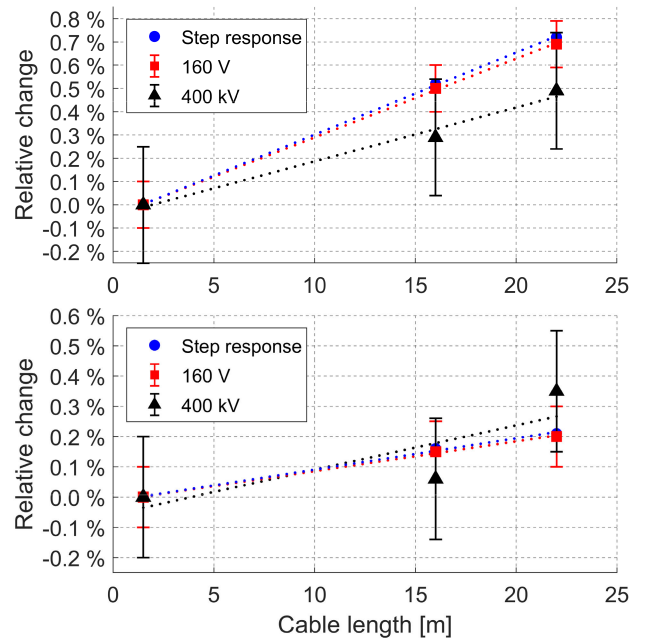 0.8 %
0.7 %
0.6 %
0.5 %
0.4 %
0.3 %
0.2 %
0.1 %
0.0 %
-0.1 %
-0.2 %
Relative change
Step response
160 V
400 kV
0 5 10 15 20 25
0.6 %
0.5 %
0.4 %
0.3 %
0.2 %
0.1 %
0.0 %
-0.1 %
-0.2 %
Relative change
Step response
160 V
400 kV
0 5 10 15 20 25
Cable length [m]